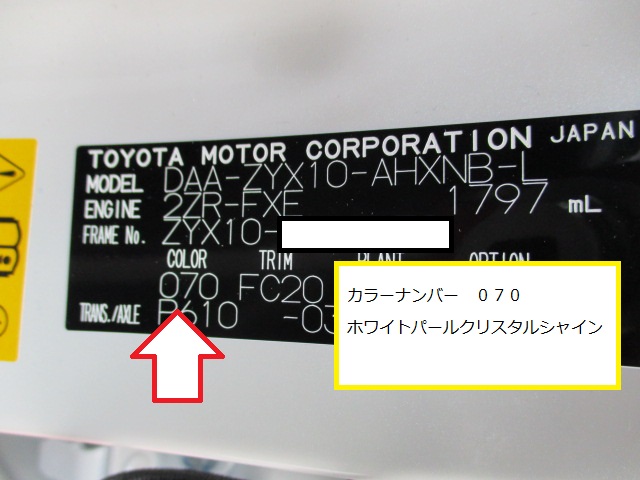 TOYOTA MOTOR CORPORATION JAPAN
MODEL DAA-ZYX10-AHXNB-L
ENGINE 2ZR-FXE 1797 mL
FRAME No. ZYX10-
COLOR TRIM PLANT OPTION
070 FC20
TRANS./AXLE P610 -03
カラーナンバー　０７０
ホワイトパールクリスタルシャイン